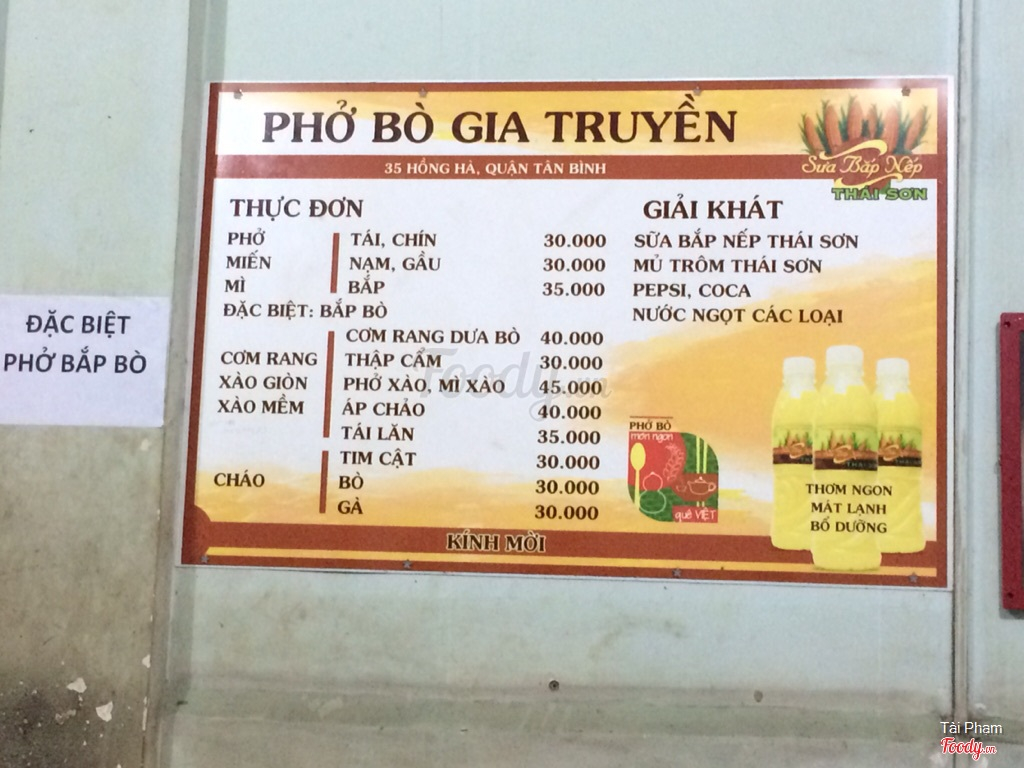 PHỞ BÒ GIA TRUYỀN
35 HỒNG HÀ, QUẬN TÂN BÌNH
Sữa Bắp Nếp
THÁI SƠN
THỰC ĐƠN
PHỞ TÁI, CHÍN 30.000
MIẾN NẠM, GẦU 30.000
MÌ BẮP 35.000
ĐẶC BIỆT: BẮP BÒ
CƠM RANG DƯA BÒ 40.000
CƠM RANG THẬP CẨM 30.000
XÀO GIÒN PHỞ XÀO, MÌ XÀO 45.000
XÀO MỀM ÁP CHẢO 40.000
TÁI LĂN 35.000
TIM CẬT 30.000
CHÁO BÒ 30.000
GÀ 30.000
GIẢI KHÁT
SỮA BẮP NẾP THÁI SƠN
MỦ TRÔM THÁI SƠN
PEPSI, COCA
NƯỚC NGỌT CÁC LOẠI
PHỞ BÒ
món ngon
quê VIỆT
THƠM NGON
MÁT LẠNH
BỔ DƯỠNG
KÍNH MỜI
ĐẶC BIỆT
PHỞ BẮP BÒ
Foody.vn
Tài Phạm
Foody.vn